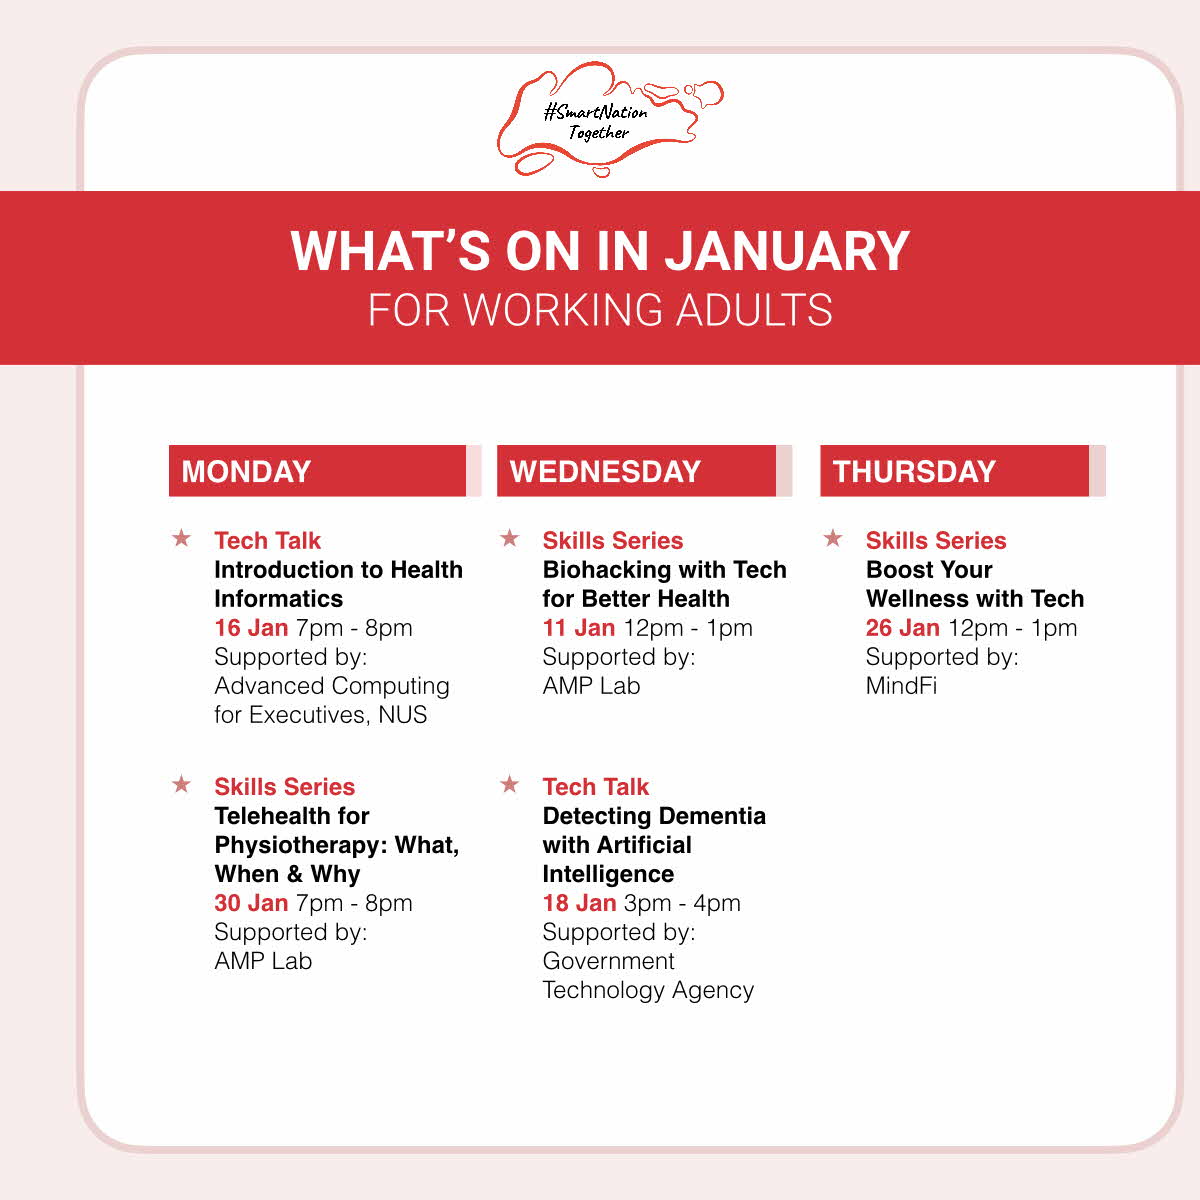 #SmartNation
Together
WHAT'S ON IN JANUARY
FOR WORKING ADULTS
MONDAY
★ Tech Talk
Introduction to Health
Informatics
16 Jan 7pm - 8pm
Supported by:
Advanced Computing
for Executives, NUS
★ Skills Series
Telehealth for
Physiotherapy: What,
When & Why
30 Jan 7pm - 8pm
Supported by:
AMP Lab
WEDNESDAY
★ Skills Series
Biohacking with Tech
for Better Health
11 Jan 12pm - 1pm
Supported by:
AMP Lab
★ Tech Talk
Detecting Dementia
with Artificial
Intelligence
18 Jan 3pm - 4pm
Supported by:
Government
Technology Agency
THURSDAY
★ Skills Series
Boost Your
Wellness with Tech
26 Jan 12pm - 1pm
Supported by:
MindFi